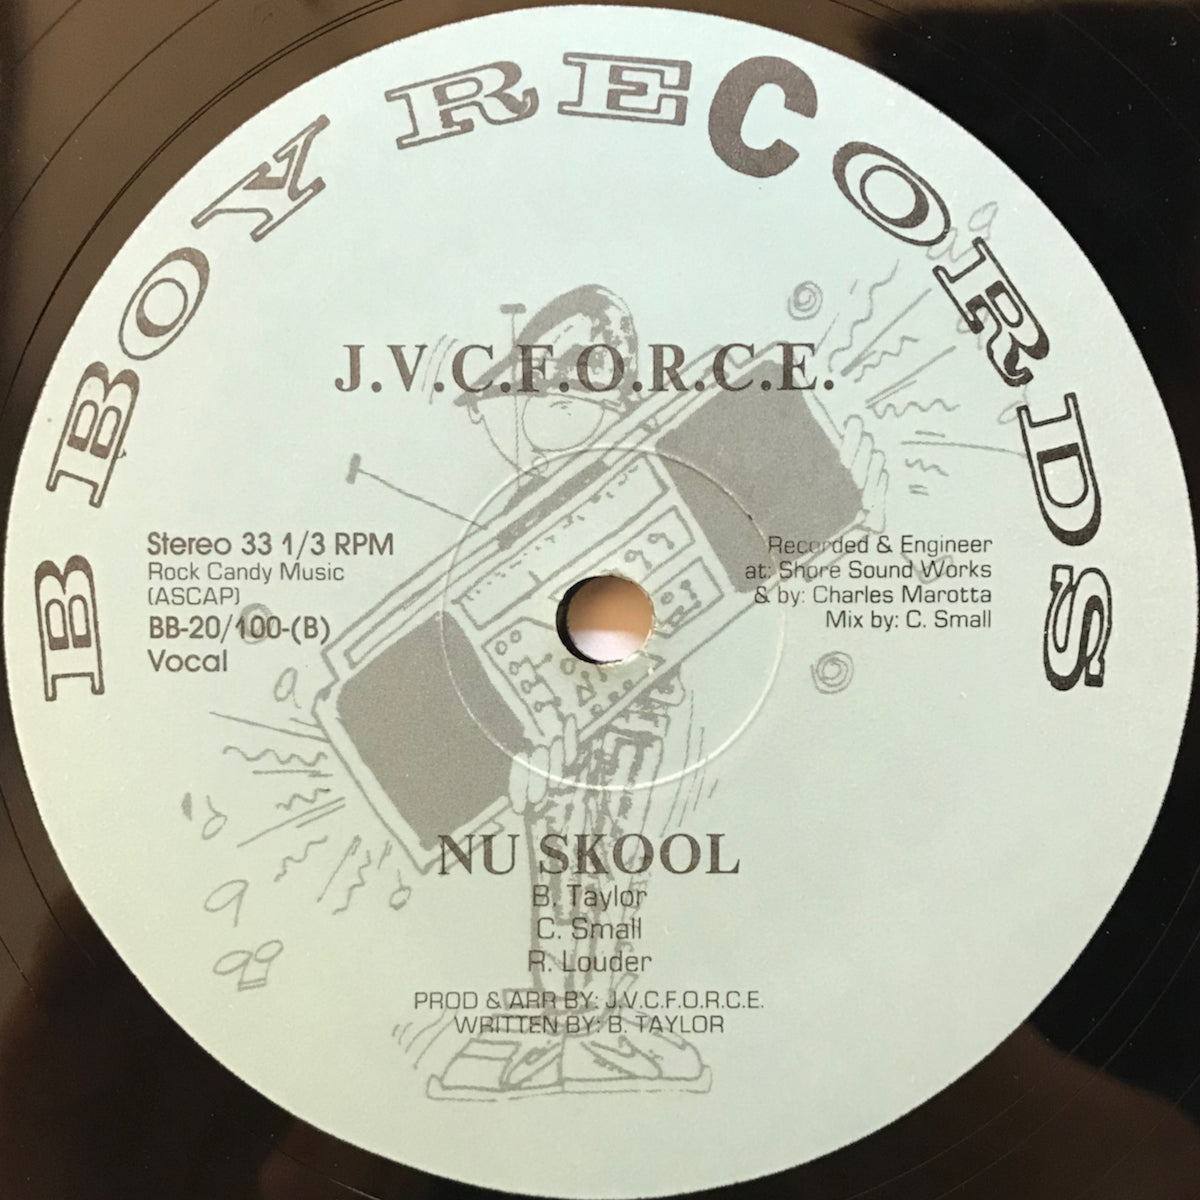 B BOY RECORDS
J.V.C.F.O.R.C.E.
Stereo 33 1/3 RPM
Rock Candy Music
(ASCAP)
BB-20/100-(B)
Vocal
Recorded & Engineer
at: Shore Sound Works
& by: Charles Marotta
Mix by: C. Small
NU SKOOL
B. Taylor
C. Small
R. Louder
PROD & ARR BY: J.V.C.F.O.R.C.E.
WRITTEN BY: B. TAYLOR